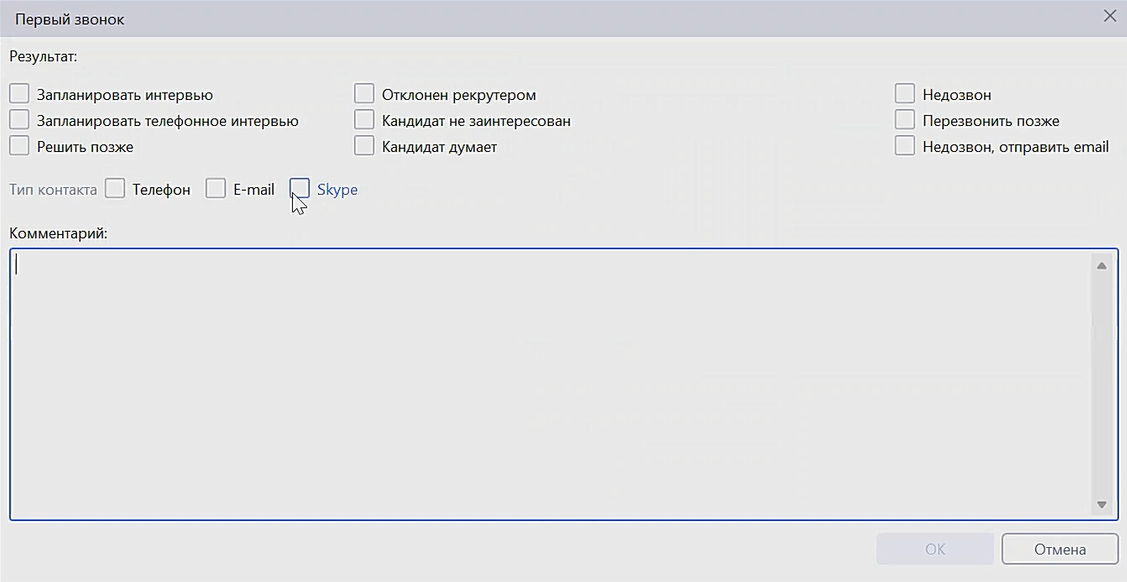 Первый звонок
Результат:
Запланировать интервью Отклонен рекрутером Недозвон
Запланировать телефонное интервью Кандидат не заинтересован Перезвонить позже
Решить позже Кандидат думает Недозвон, отправить email
Тип контакта Телефон E-mail Skype
Комментарий:
ОК Отмена